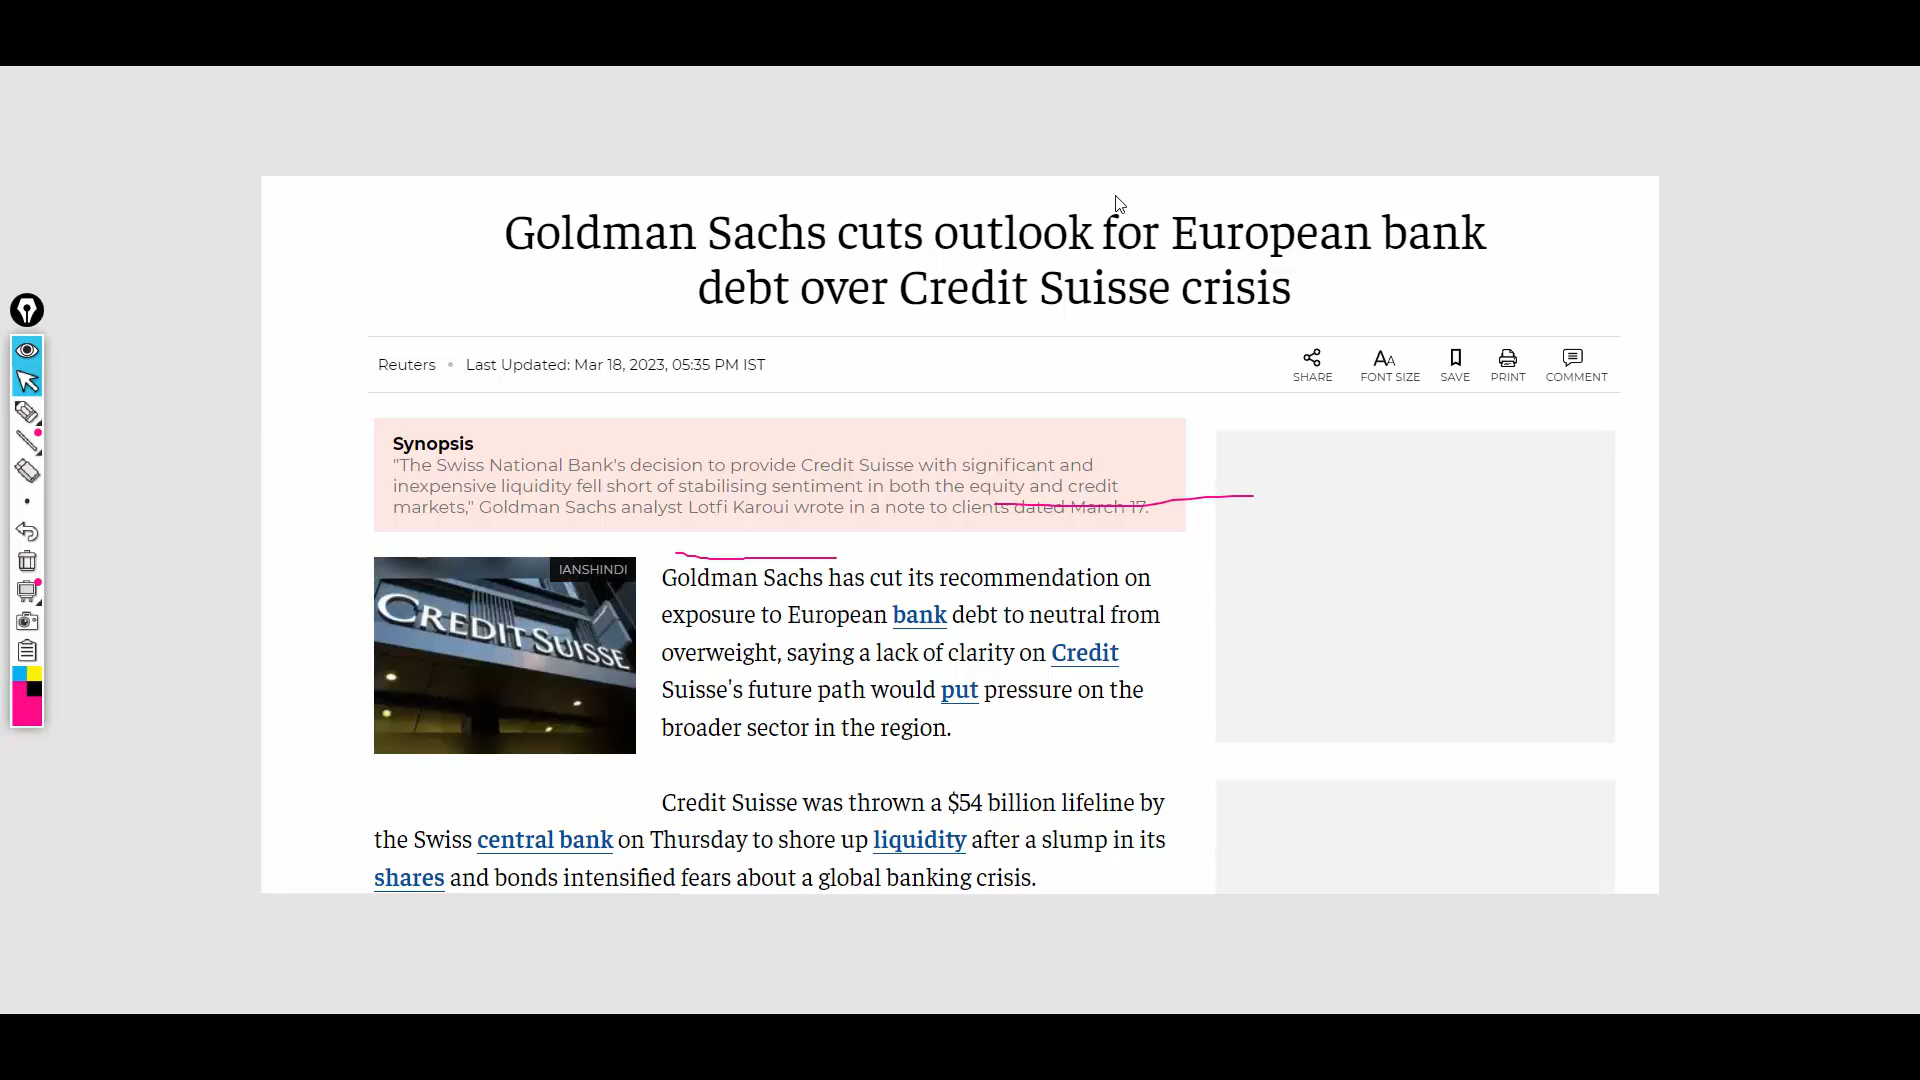 Goldman Sachs cuts outlook for European bank
debt over Credit Suisse crisis
Reuters • Last Updated: Mar 18, 2023, 05:35 PM IST
SHARE
FONT SIZE
SAVE
PRINT
COMMENT
Synopsis
"The Swiss National Bank's decision to provide Credit Suisse with significant and
inexpensive liquidity fell short of stabilising sentiment in both the equity and credit
markets," Goldman Sachs analyst Lotfi Karoui wrote in a note to clients dated March 17.
IANSHINDI
CREDIT SUISSE
Goldman Sachs has cut its recommendation on
exposure to European bank debt to neutral from
overweight, saying a lack of clarity on Credit
Suisse's future path would put pressure on the
broader sector in the region.
Credit Suisse was thrown a $54 billion lifeline by
the Swiss central bank on Thursday to shore up liquidity after a slump in its
shares and bonds intensified fears about a global banking crisis.